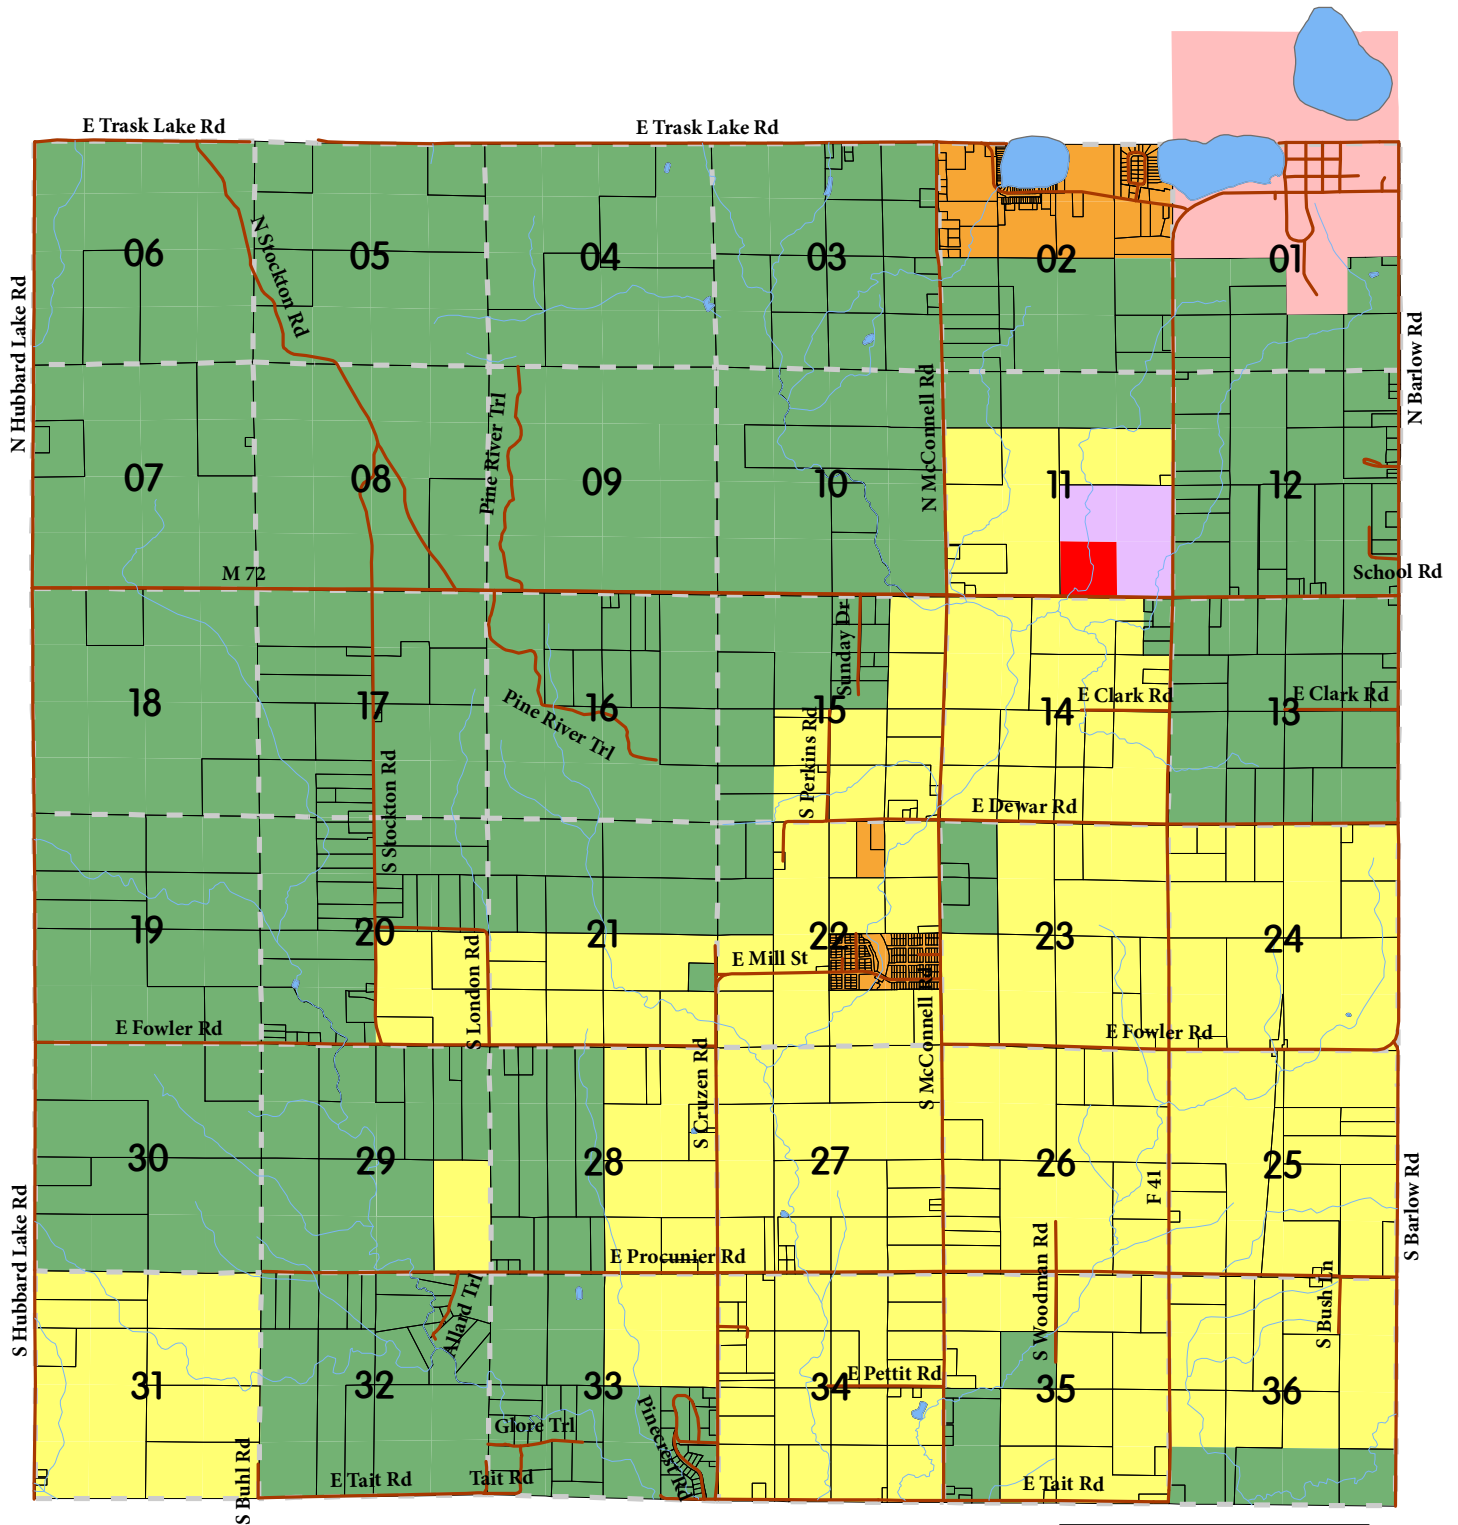 E Trask Lake Rd
E Trask Lake Rd
N Stockton Rd
06
05
04
03
02
01
N Hubbard Lake Rd
N Barlow Rd
N McConnell Rd
Pine River Trl
07
08
09
10
11
12
M 72
School Rd
Sunday Dr
18
17
16
15
14
13
E Clark Rd
E Clark Rd
Pine River Trl
S Perkins Rd
S Stockton Rd
E Dewar Rd
19
20
21
22
23
24
S London Rd
E Mill St
S McConnell Rd
E Fowler Rd
E Fowler Rd
S Cruzen Rd
30
29
28
27
26
25
F 41
S Hubbard Lake Rd
S Barlow Rd
E Procunier Rd
S Woodman Rd
S Bush Ln
Allard Trl
31
32
33
34
35
36
E Pettit Rd
Pinecrest Rd
Glore Trl
S Buhl Rd
E Tait Rd
Tait Rd
E Tait Rd